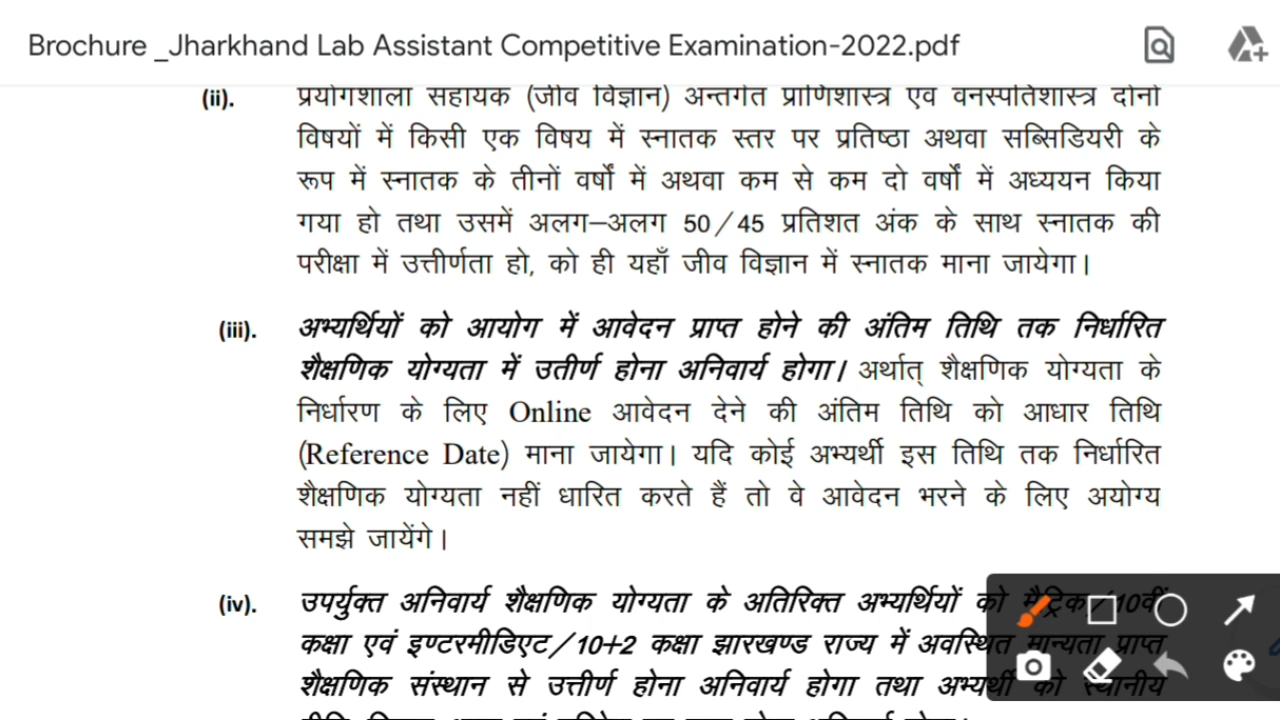 Brochure _Jharkhand Lab Assistant Competitive Examination-2022.pdf
(ii). प्रयोगशाला सहायक (जीव विज्ञान) अन्तर्गत प्राणिशास्त्र एवं वनस्पतिशास्त्र दोनों
विषयों में किसी एक विषय में स्नातक स्तर पर प्रतिष्ठा अथवा सब्सिडियरी के
रूप में स्नातक के तीनों वर्षों में अथवा कम से कम दो वर्षों में अध्ययन किया
गया हो तथा उसमें अलग–अलग 50/45 प्रतिशत अंक के साथ स्नातक की
परीक्षा में उत्तीर्णता हो, को ही यहाँ जीव विज्ञान में स्नातक माना जायेगा।
(iii). अभ्यर्थियों को आयोग में आवेदन प्राप्त होने की अंतिम तिथि तक निर्धारित
शैक्षणिक योग्यता में उतीर्ण होना अनिवार्य होगा। अर्थात् शैक्षणिक योग्यता के
निर्धारण के लिए Online आवेदन देने की अंतिम तिथि को आधार तिथि
(Reference Date) माना जायेगा। यदि कोई अभ्यर्थी इस तिथि तक निर्धारित
शैक्षणिक योग्यता नहीं धारित करते हैं तो वे आवेदन भरने के लिए अयोग्य
समझे जायेंगे।
(iv). उपर्युक्त अनिवार्य शैक्षणिक योग्यता के अतिरिक्त अभ्यर्थियों को मैट्रिक/10वीं
कक्षा एवं इण्टरमीडिएट/10+2 कक्षा झारखण्ड राज्य में अवस्थित मान्यता प्राप्त
शैक्षणिक संस्थान से उत्तीर्ण होना अनिवार्य होगा तथा अभ्यर्थी को स्थानीय